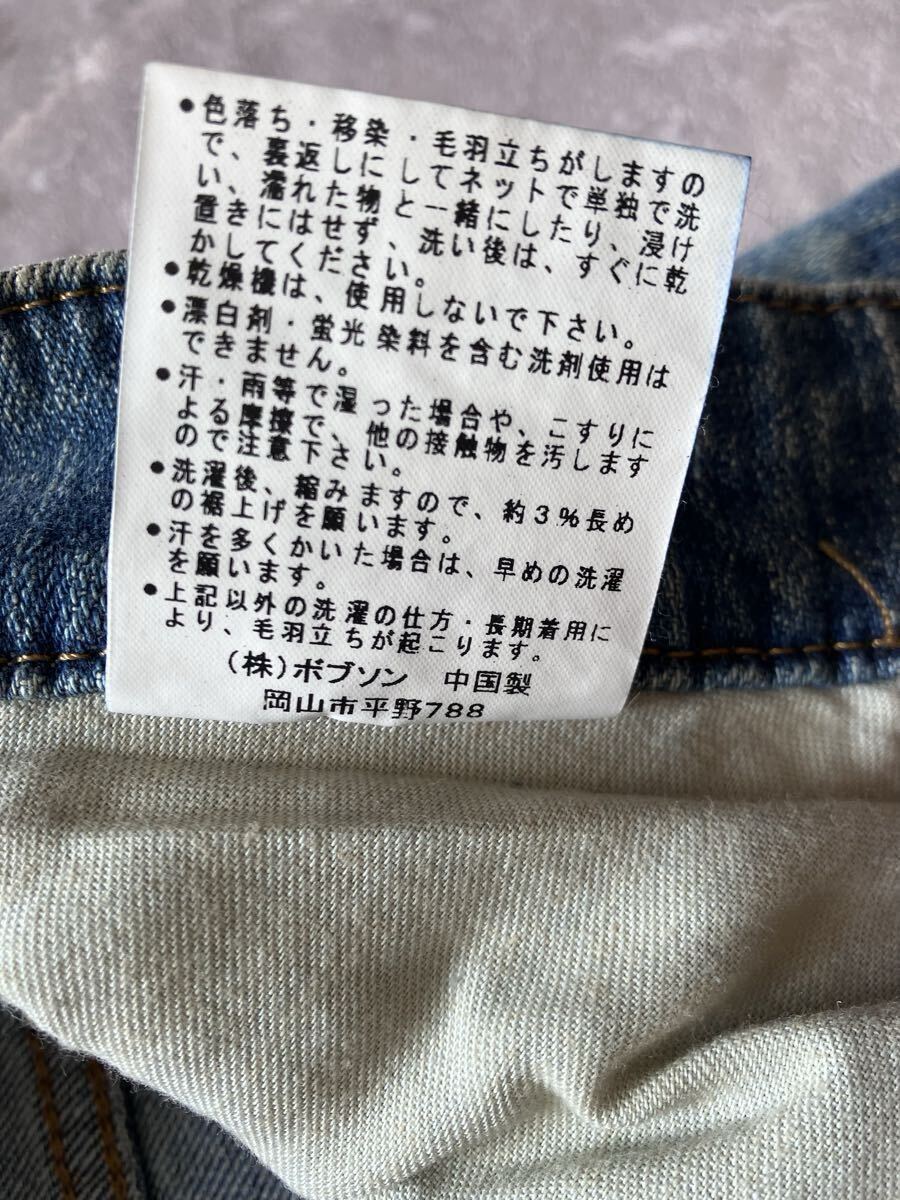 ●色落ち・移染・毛羽立ちがしますの
で、裏返しにしてネットで単独で洗
い、濡れた物と一緒にしたり、浸け
置きはせず、洗い後は、すぐに乾
かしてください。
●乾燥機は、使用しないで下さい。
●漂白剤・蛍光染料を含む洗剤使用は
できません。
●汗・雨等で湿った場合や、こすりに
よる摩擦で、他の接触物を汚します
ので注意下さい。
●洗濯後、縮みますので、約3%長め
の裾上げを願います。
●汗を多くかいた場合は、早めの洗濯
を願います。
●上記以外の洗濯の仕方・長期着用に
より、毛羽立ちが起こります。
(株)ボブソン 中国製
岡山市平野788